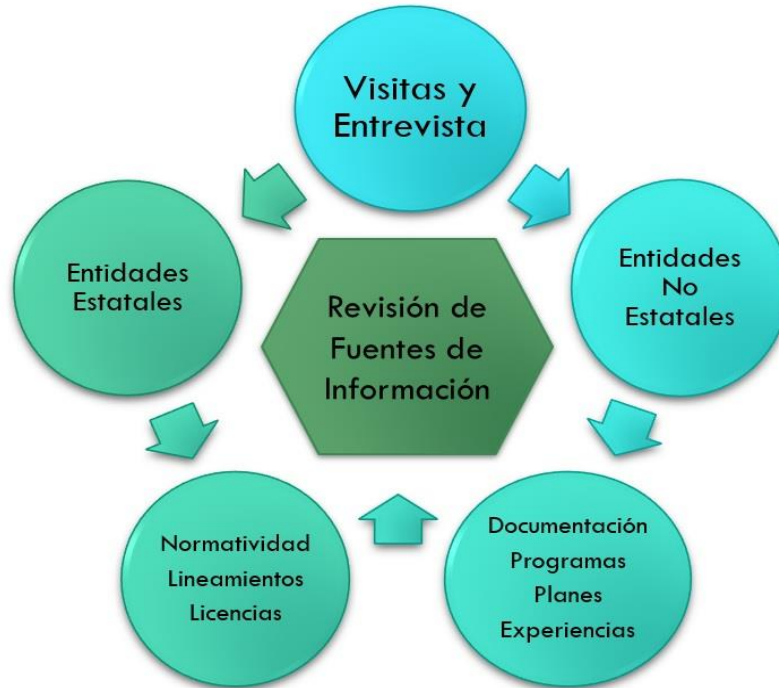 Visitas y
Entrevista
Entidades
Estatales
Entidades
No
Estatales
Revisión de
Fuentes de
Información
Normatividad
Lineamientos
Licencias
Documentación
Programas
Planes
Experiencias